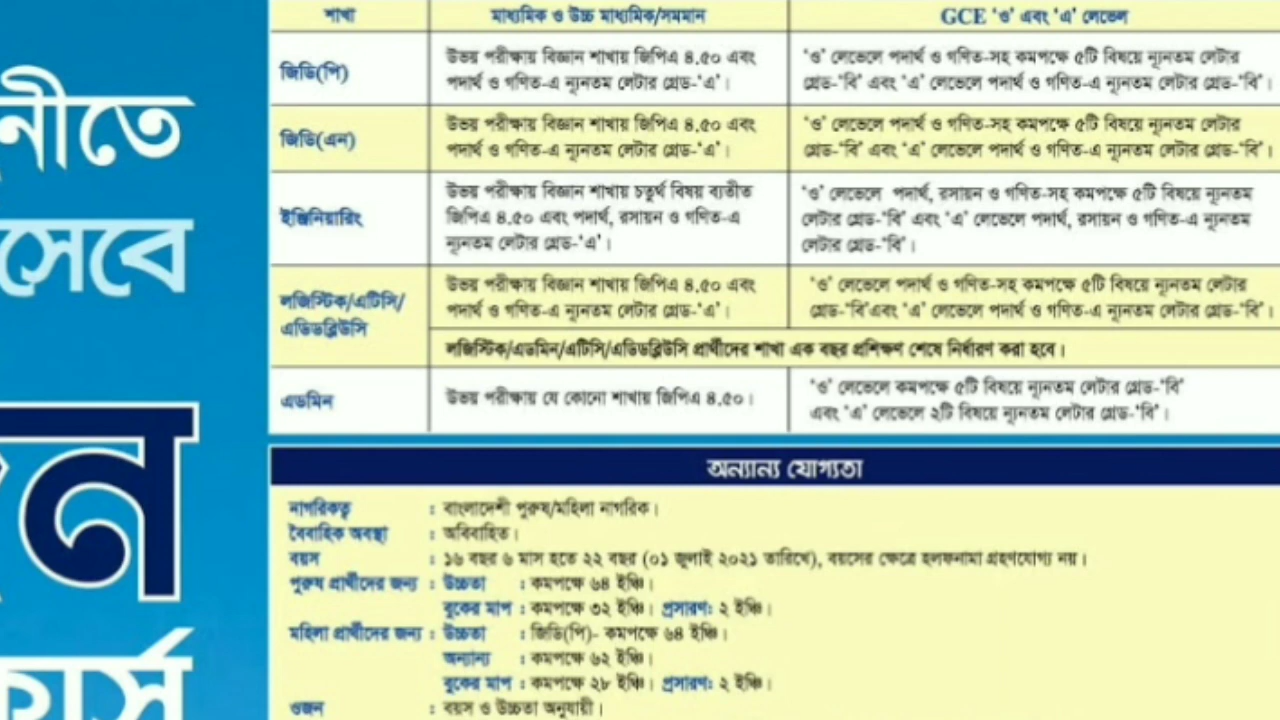 নীতে
সেবে
ন
কার্স
শাখা মাধ্যমিক ও উচ্চ মাধ্যমিক/সমমান GCE ‘ও’ এবং ‘এ’ লেভেল
জিডি(পি)
উভয় পরীক্ষায় বিজ্ঞান শাখায় জিপিএ ৪.৫০ এবং
পদার্থ ও গণিত-এ ন্যূনতম লেটার গ্রেড-‘এ’।
‘ও’ লেভেলে পদার্থ ও গণিত-সহ কমপক্ষে ৫টি বিষয়ে ন্যূনতম লেটার
গ্রেড-‘বি’ এবং ‘এ’ লেভেলে পদার্থ ও গণিত-এ ন্যূনতম লেটার গ্রেড-‘বি’।
জিডি(এন)
উভয় পরীক্ষায় বিজ্ঞান শাখায় জিপিএ ৪.৫০ এবং
পদার্থ ও গণিত-এ ন্যূনতম লেটার গ্রেড-‘এ’।
‘ও’ লেভেলে পদার্থ ও গণিত-সহ কমপক্ষে ৫টি বিষয়ে ন্যূনতম লেটার
গ্রেড-‘বি’ এবং ‘এ’ লেভেলে পদার্থ ও গণিত-এ ন্যূনতম লেটার গ্রেড-‘বি’।
ইঞ্জিনিয়ারিং
উভয় পরীক্ষায় বিজ্ঞান শাখায় চতুর্থ বিষয় ব্যতীত
জিপিএ ৪.৫০ এবং পদার্থ, রসায়ন ও গণিত-এ
ন্যূনতম লেটার গ্রেড-‘এ’।
‘ও’ লেভেলে পদার্থ, রসায়ন ও গণিত-সহ কমপক্ষে ৫টি বিষয়ে ন্যূনতম
লেটার গ্রেড-‘বি’ এবং ‘এ’ লেভেলে পদার্থ, রসায়ন ও গণিত-এ ন্যূনতম
লেটার গ্রেড-‘বি’।
লজিস্টিক/এটিসি/
এডিডব্লিউসি
উভয় পরীক্ষায় বিজ্ঞান শাখায় জিপিএ ৪.৫০ এবং
পদার্থ ও গণিত-এ ন্যূনতম লেটার গ্রেড-‘এ’।
‘ও’ লেভেলে পদার্থ ও গণিত-সহ কমপক্ষে ৫টি বিষয়ে ন্যূনতম লেটার
গ্রেড-‘বি’এবং ‘এ’ লেভেলে পদার্থ ও গণিত-এ ন্যূনতম লেটার গ্রেড-‘বি’।
লজিস্টিক/এডমিন/এটিসি/এডিডব্লিউসি প্রার্থীদের শাখা এক বছর প্রশিক্ষণ শেষে নির্ধারণ করা হবে।
এডমিন
উভয় পরীক্ষায় যে কোনো শাখায় জিপিএ ৪.৫০।
‘ও’ লেভেলে কমপক্ষে ৫টি বিষয়ে ন্যূনতম লেটার গ্রেড-‘বি’
এবং ‘এ’ লেভেলে ২টি বিষয়ে ন্যূনতম লেটার গ্রেড-‘বি’।
অন্যান্য যোগ্যতা
নাগরিকত্ব : বাংলাদেশী পুরুষ/মহিলা নাগরিক।
বৈবাহিক অবস্থা : অবিবাহিত।
বয়স : ১৬ বছর ৬ মাস হতে ২২ বছর (০১ জুলাই ২০২১ তারিখে), বয়সের ক্ষেত্রে হলফনামা গ্রহণযোগ্য নয়।
পুরুষ প্রার্থীদের জন্য : উচ্চতা : কমপক্ষে ৬৪ ইঞ্চি।
বুকের মাপ : কমপক্ষে ৩২ ইঞ্চি। প্রসারণ: ২ ইঞ্চি।
মহিলা প্রার্থীদের জন্য : উচ্চতা : জিডি(পি)- কমপক্ষে ৬৪ ইঞ্চি।
অন্যান্য : কমপক্ষে ৬২ ইঞ্চি।
বুকের মাপ : কমপক্ষে ২৮ ইঞ্চি। প্রসারণ: ২ ইঞ্চি।
ওজন : বয়স ও উচ্চতা অনুযায়ী।